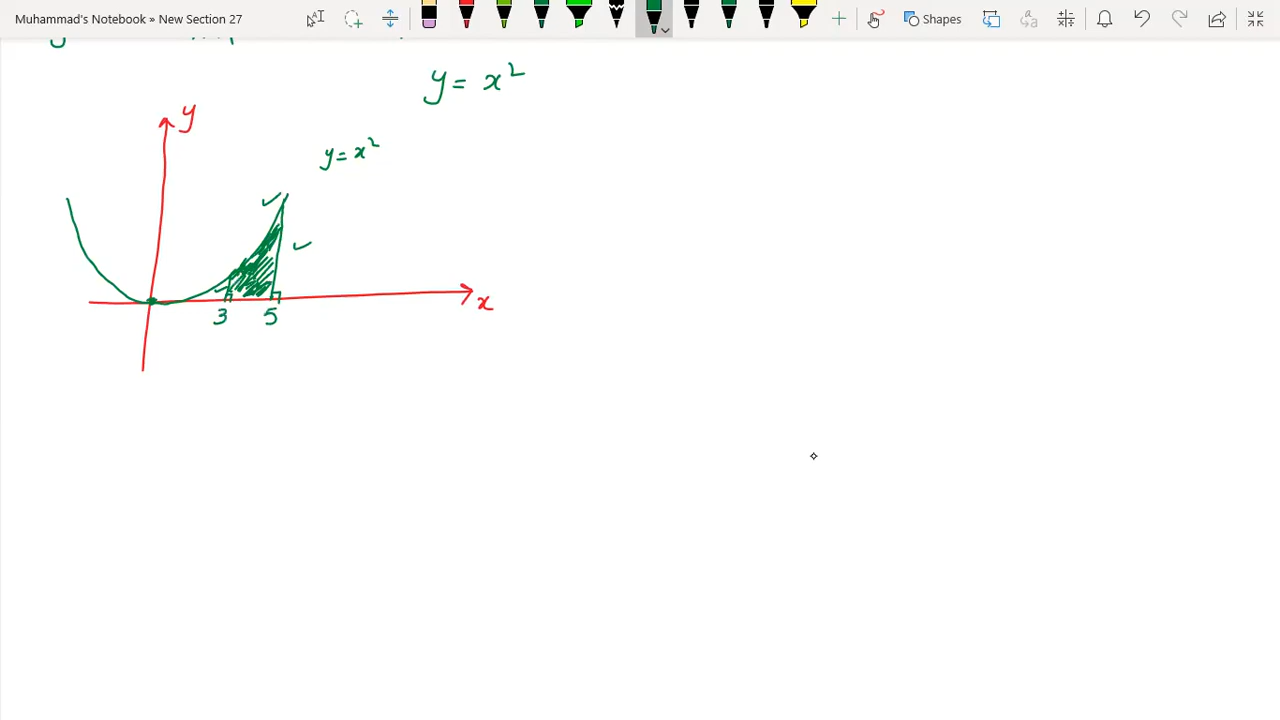 Muhammad's Notebook » New Section 27
Shapes
y = x²
y
y = x²
x
3 5